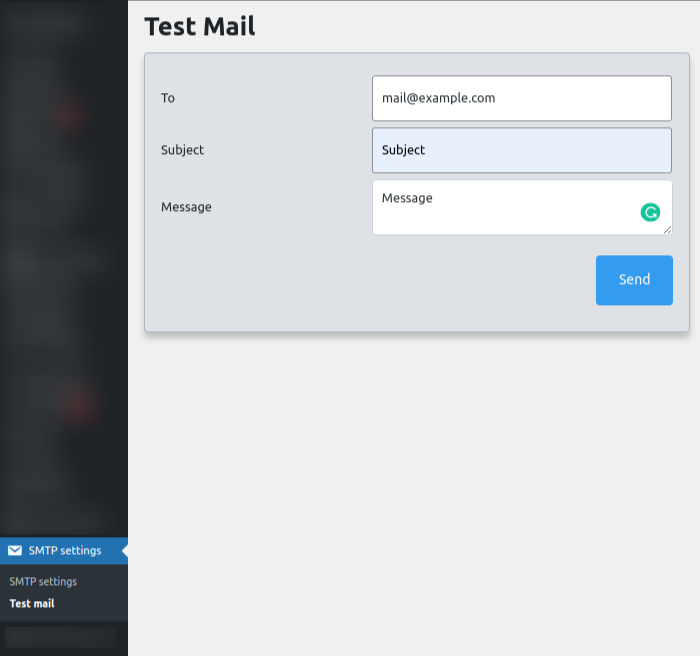 Test Mail
To
mail@example.com
Subject
Subject
Message
Message
Send
SMTP settings
SMTP settings
Test mail